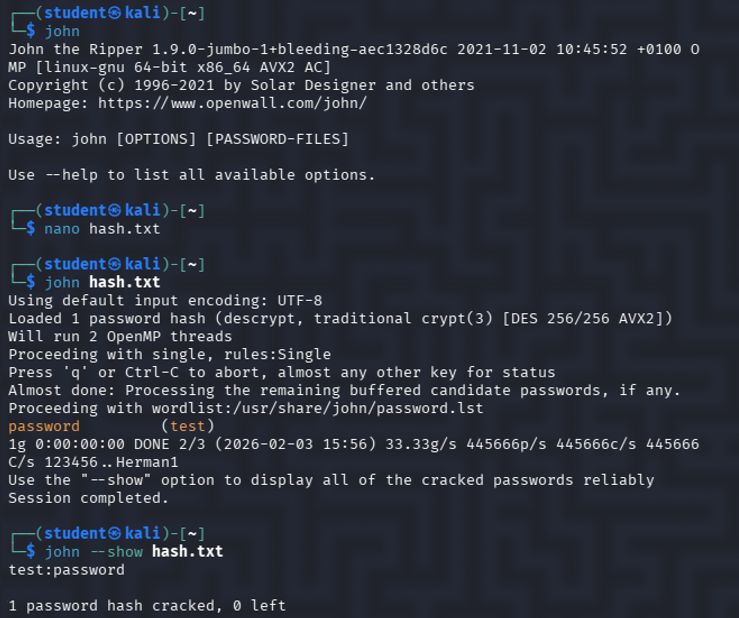 ┌──(student㉿kali)-[~]
└─$ john
John the Ripper 1.9.0-jumbo-1+bleeding-aec1328d6c 2021-11-02 10:45:52 +0100 O
MP [linux-gnu 64-bit x86_64 AVX2 AC]
Copyright (c) 1996-2021 by Solar Designer and others
Homepage: https://www.openwall.com/john/
Usage: john [OPTIONS] [PASSWORD-FILES]
Use --help to list all available options.
┌──(student㉿kali)-[~]
└─$ nano hash.txt
┌──(student㉿kali)-[~]
└─$ john hash.txt
Using default input encoding: UTF-8
Loaded 1 password hash (descrypt, traditional crypt(3) [DES 256/256 AVX2])
Will run 2 OpenMP threads
Proceeding with single, rules:Single
Press 'q' or Ctrl-C to abort, almost any other key for status
Almost done: Processing the remaining buffered candidate passwords, if any.
Proceeding with wordlist:/usr/share/john/password.lst
password         (test)
1g 0:00:00:00 DONE 2/3 (2026-02-03 15:56) 33.33g/s 445666p/s 445666c/s 445666
C/s 123456..Herman1
Use the "--show" option to display all of the cracked passwords reliably
Session completed.
┌──(student㉿kali)-[~]
└─$ john --show hash.txt
test:password
1 password hash cracked, 0 left